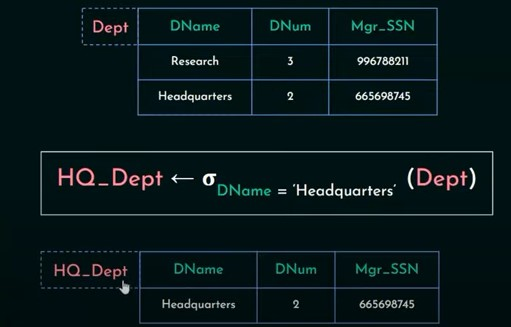 Dept DName DNum Mgr_SSN
Research 3 996788211
Headquarters 2 665698745
HQ_Dept ← σ DName = 'Headquarters' (Dept)
HQ_Dept DName DNum Mgr_SSN
Headquarters 2 665698745